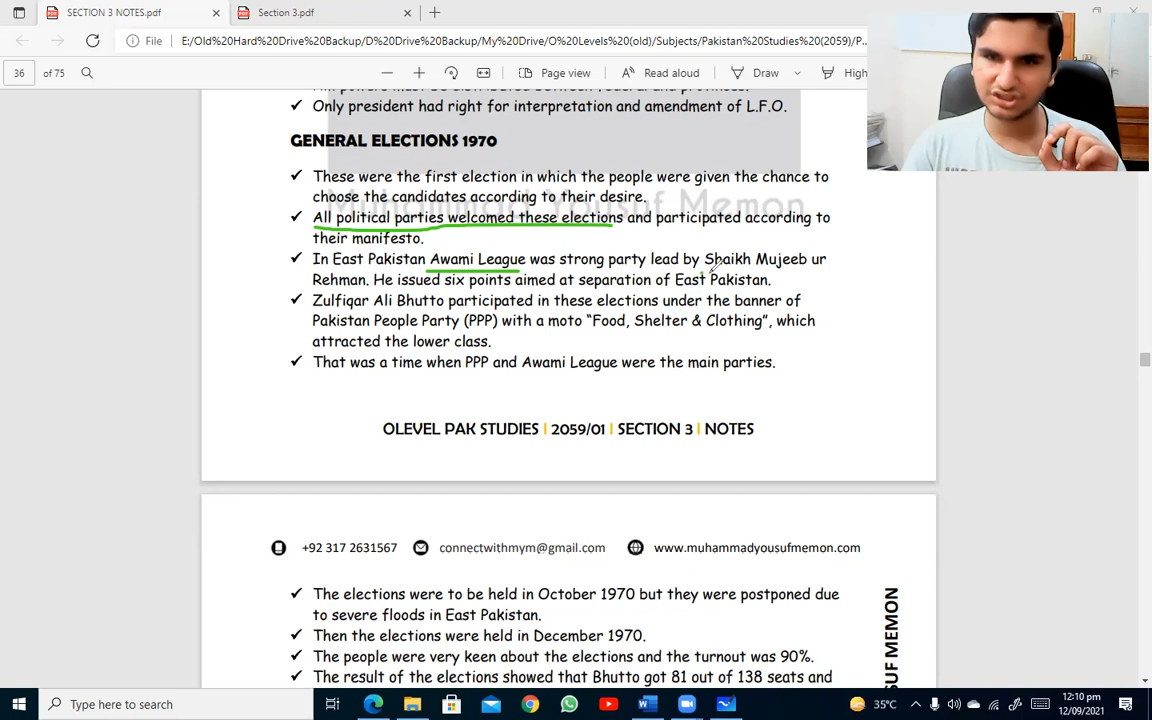 SECTION 3 NOTES.pdf
Section 3.pdf
File
E:/Old%20Hard%20Drive%20Backup/D%20Drive%20Backup/My%20Drive/O%20Levels%20(old)/Subjects/Pakistan%20Studies%20(2059)/P...
36 of 75
Page view
Read aloud
Draw
High
Only president had right for interpretation and amendment of L.F.O.
GENERAL ELECTIONS 1970
These were the first election in which the people were given the chance to
choose the candidates according to their desire.
Muhammad Yousuf Memon
All political parties welcomed these elections and participated according to
their manifesto.
In East Pakistan Awami League was strong party lead by Shaikh Mujeeb ur
Rehman. He issued six points aimed at separation of East Pakistan.
Zulfiqar Ali Bhutto participated in these elections under the banner of
Pakistan People Party (PPP) with a moto “Food, Shelter & Clothing”, which
attracted the lower class.
That was a time when PPP and Awami League were the main parties.
OLEVEL PAK STUDIES | 2059/01 | SECTION 3 | NOTES
+92 317 2631567 connectwithmym@gmail.com www.muhammadyousufmemon.com
The elections were to be held in October 1970 but they were postponed due
to severe floods in East Pakistan.
Then the elections were held in December 1970.
The people were very keen about the elections and the turnout was 90%.
The result of the elections showed that Bhutto got 81 out of 138 seats and
SUF MEMON
Type here to search
35°C
12:10 pm
12/09/2021